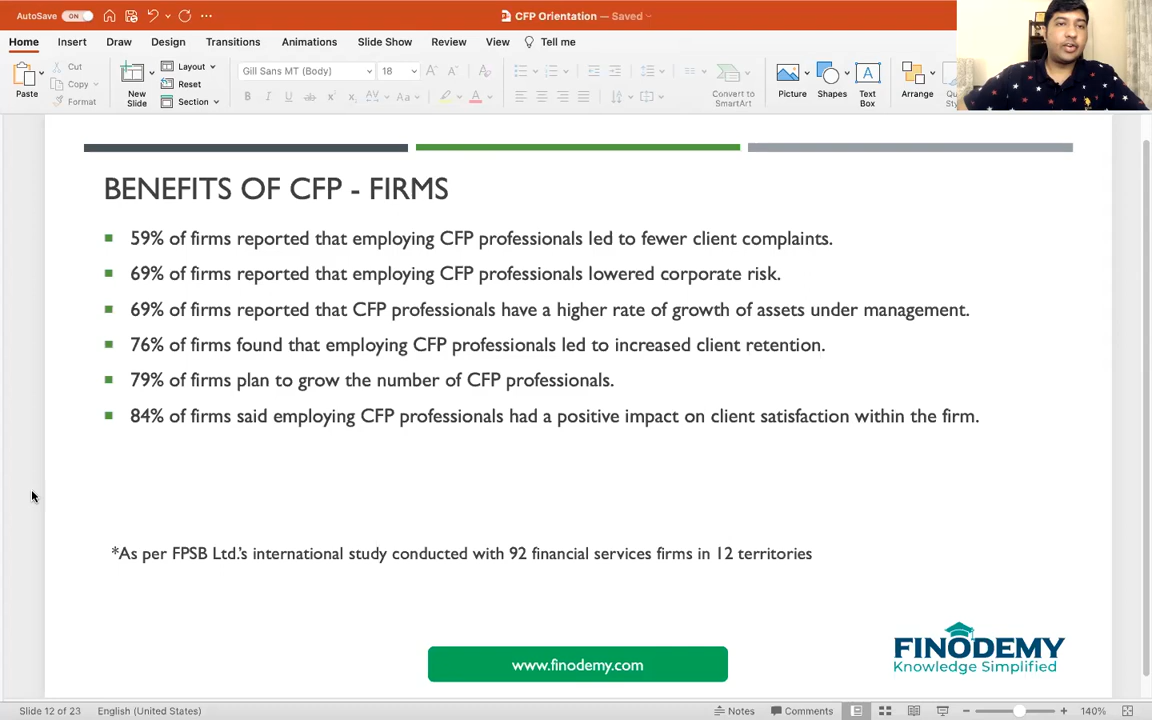 AutoSave ON ... CFP Orientation — Saved
Home Insert Draw Design Transitions Animations Slide Show Review View Tell me
Paste Cut Copy Format
New Slide Layout Reset Section
Gill Sans MT (Body) 18
Convert to SmartArt
Picture Shapes Text Box Arrange
BENEFITS OF CFP - FIRMS
59% of firms reported that employing CFP professionals led to fewer client complaints.
69% of firms reported that employing CFP professionals lowered corporate risk.
69% of firms reported that CFP professionals have a higher rate of growth of assets under management.
76% of firms found that employing CFP professionals led to increased client retention.
79% of firms plan to grow the number of CFP professionals.
84% of firms said employing CFP professionals had a positive impact on client satisfaction within the firm.
*As per FPSB Ltd.'s international study conducted with 92 financial services firms in 12 territories
www.finodemy.com
FINODEMY
Knowledge Simplified
Slide 12 of 23 English (United States) Notes Comments 140%